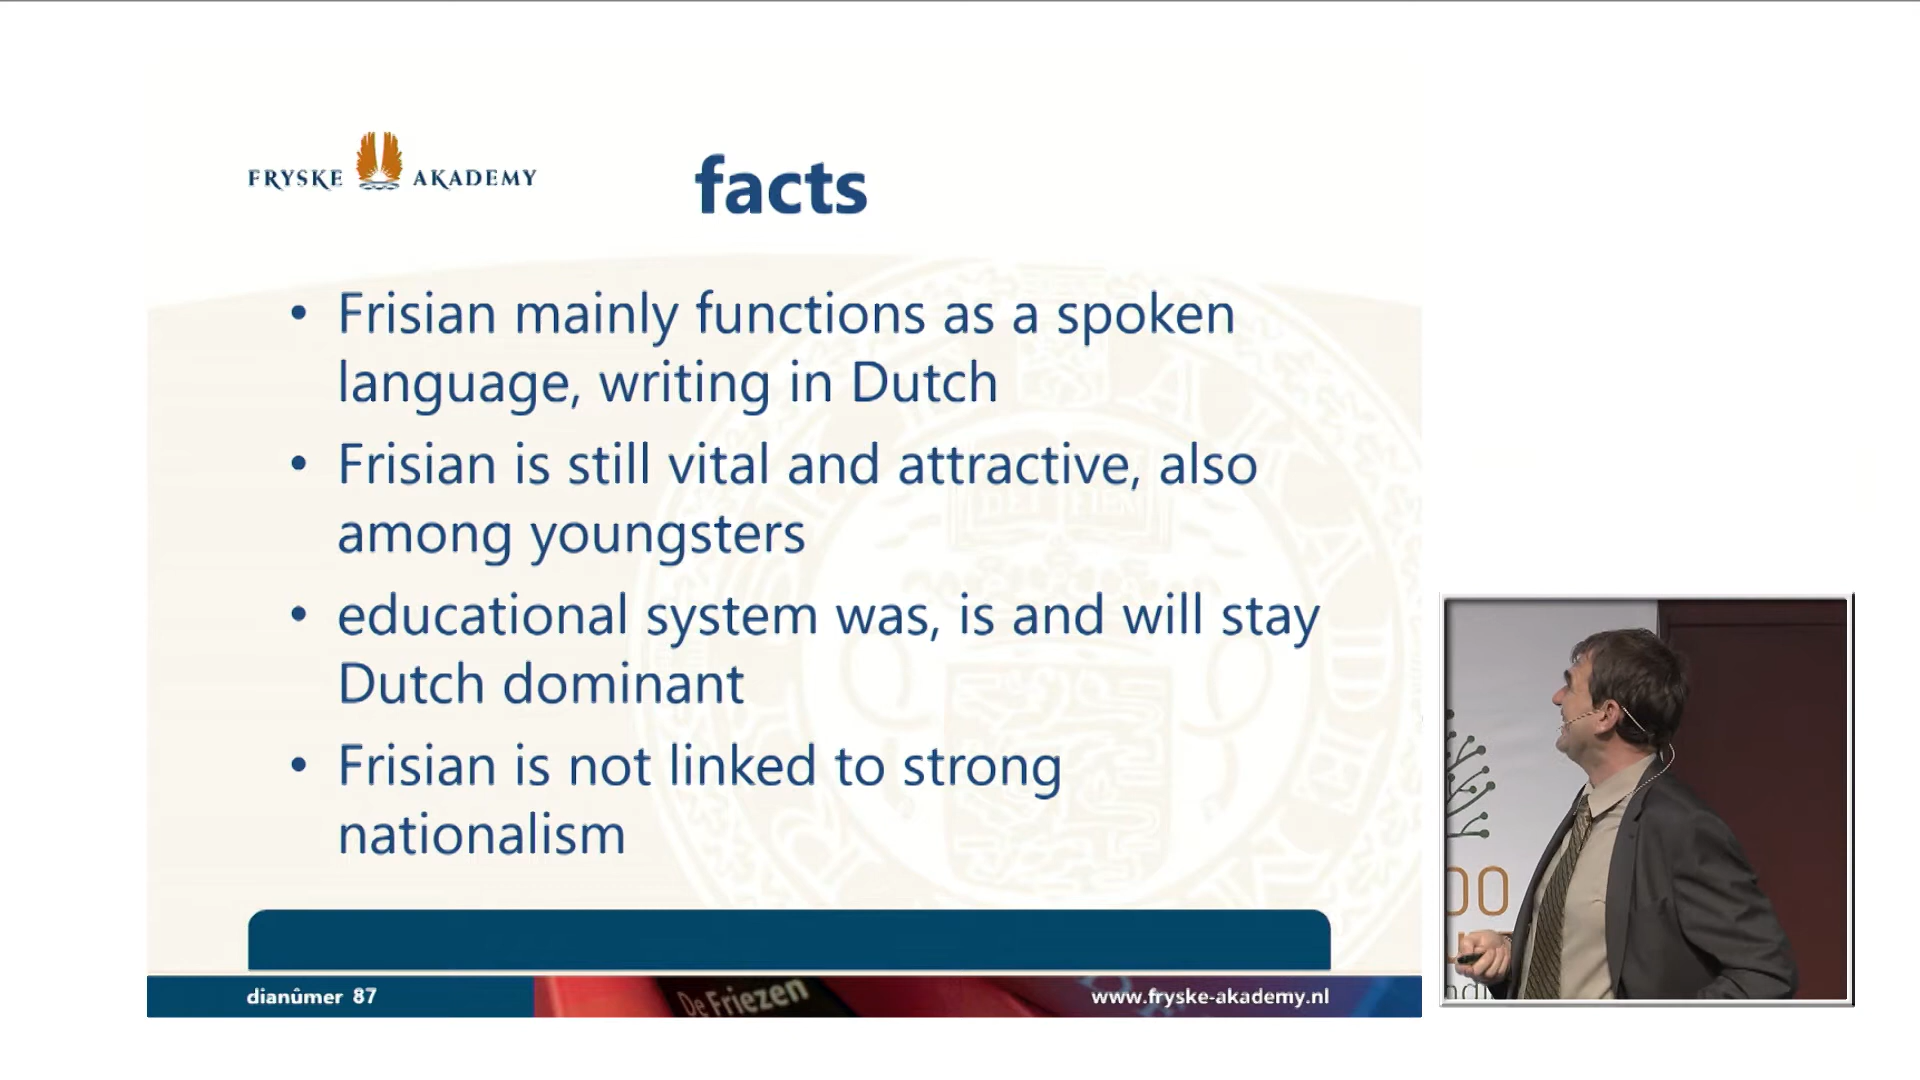 FRYSKE AKADEMY
facts
• Frisian mainly functions as a spoken
language, writing in Dutch
• Frisian is still vital and attractive, also
among youngsters
• educational system was, is and will stay
Dutch dominant
• Frisian is not linked to strong
nationalism
dianûmer 87
De Friezen
www.fryske-akademy.nl
00
ndi